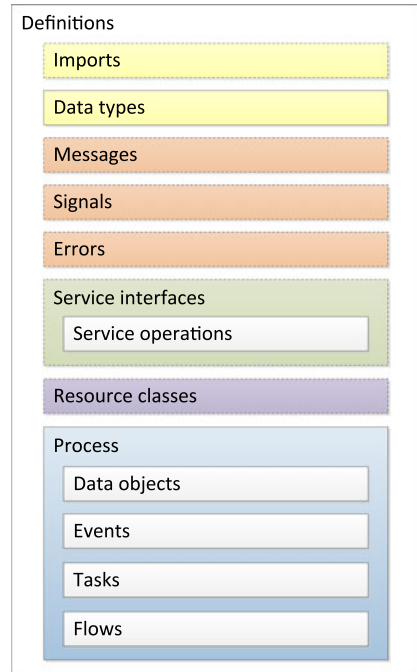 Definitions
Imports
Data types
Messages
Signals
Errors
Service interfaces
Service operations
Resource classes
Process
Data objects
Events
Tasks
Flows